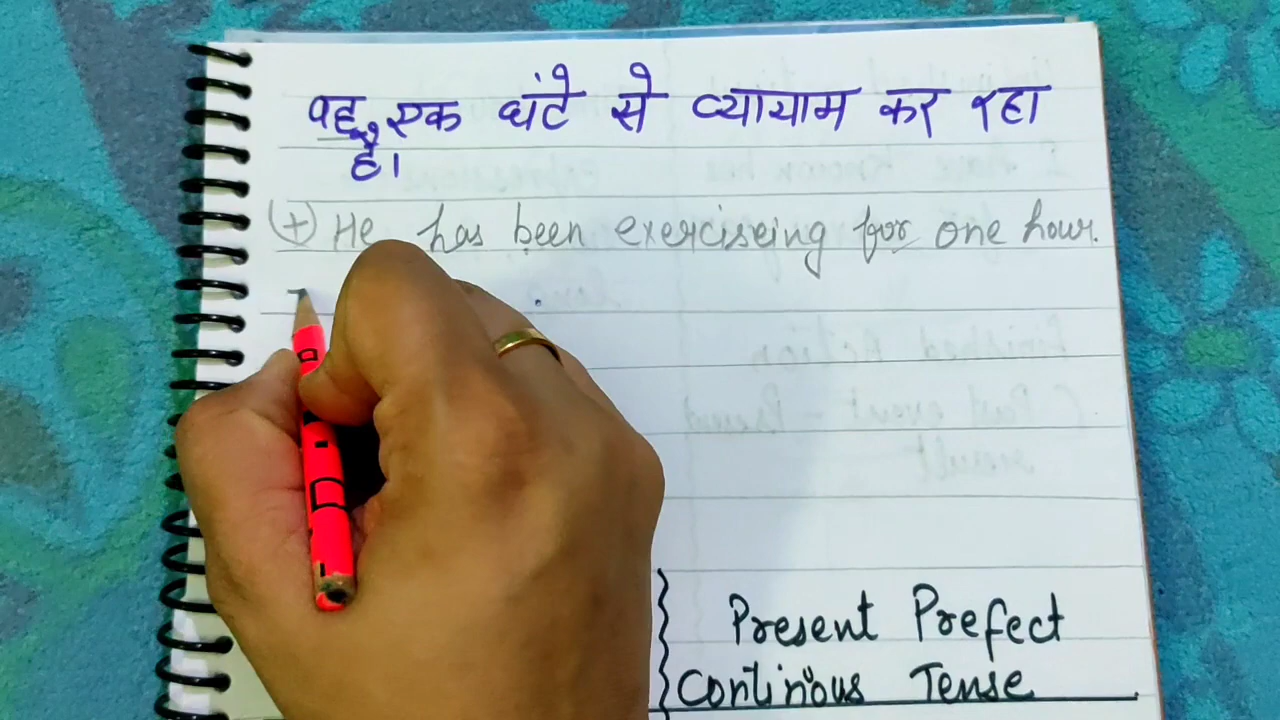 वह एक घंटे से व्यायाम कर रहा
है।
(+) He has been exerciseing for one hour.
Present Prefect
Continous Tense